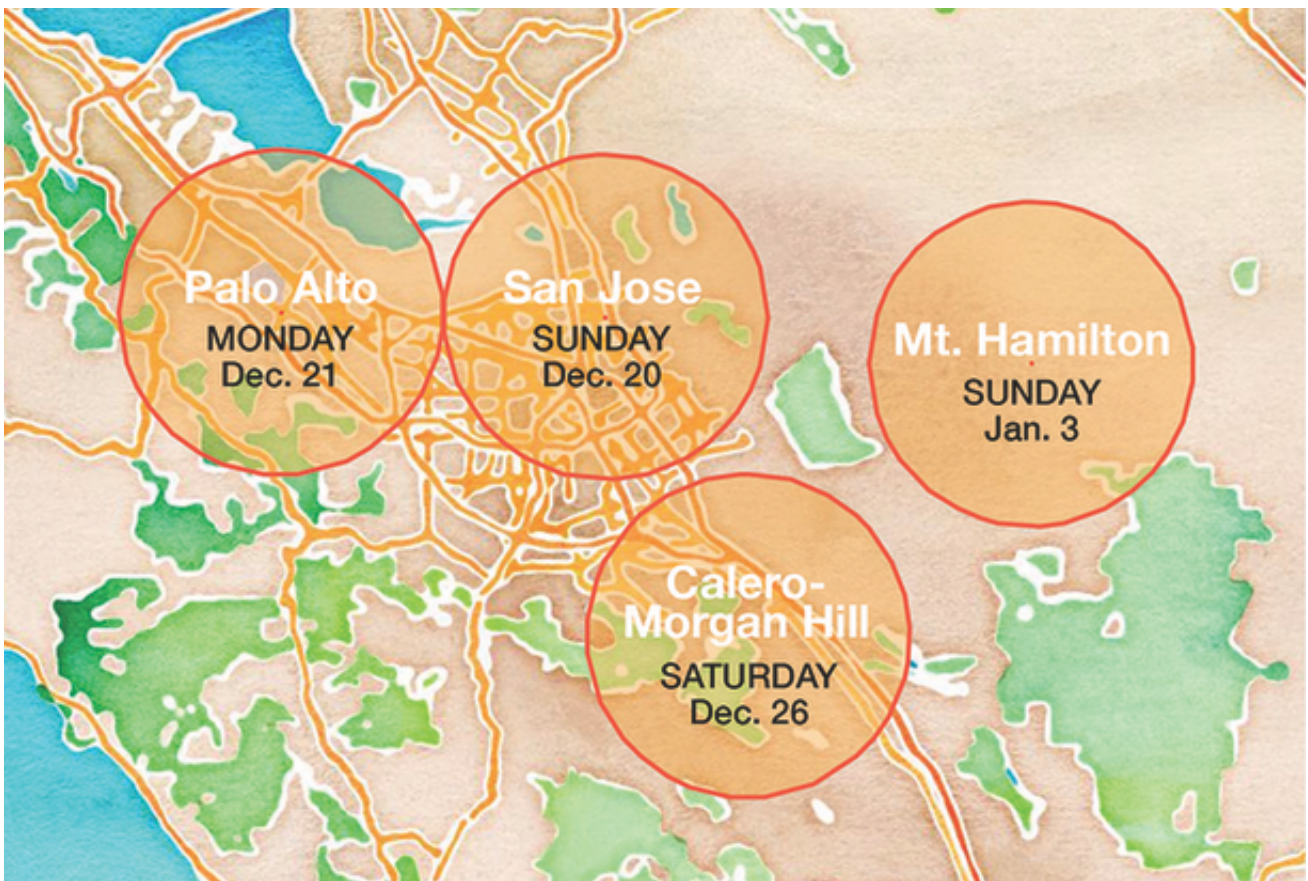 Palo Alto
MONDAY
Dec. 21
San Jose
SUNDAY
Dec. 20
Mt. Hamilton
SUNDAY
Jan. 3
Calero-
Morgan Hill
SATURDAY
Dec. 26